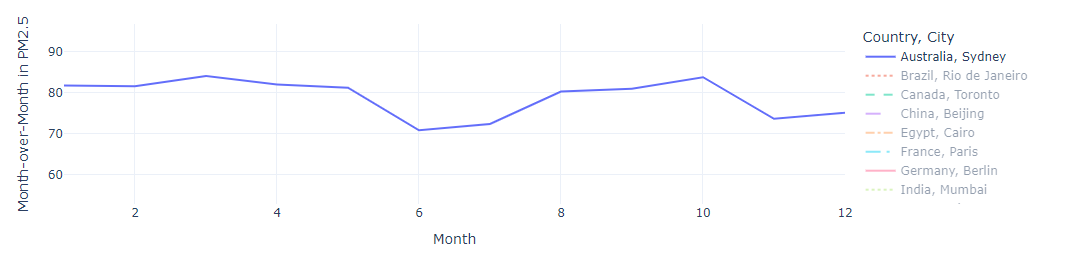 Month-over-Month in PM2.5
90
80
70
60
2
4
6
8
10
12
Month
Country, City
Australia, Sydney
Brazil, Rio de Janeiro
Canada, Toronto
China, Beijing
Egypt, Cairo
France, Paris
Germany, Berlin
India, Mumbai